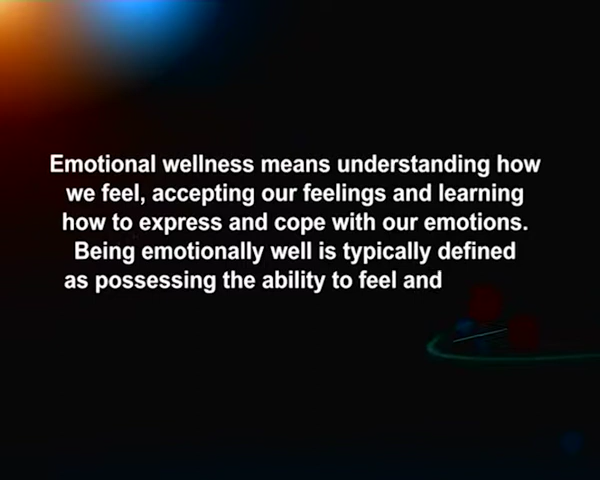 Emotional wellness means understanding how
we feel, accepting our feelings and learning
how to express and cope with our emotions.
Being emotionally well is typically defined
as possessing the ability to feel and